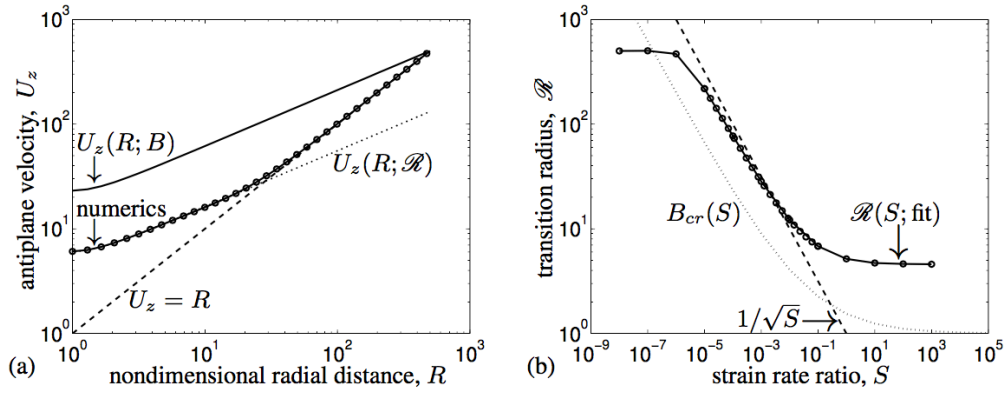 10³
10²
10¹
10⁰
antiplane velocity, U_z
U_z(R; B)
numerics
U_z(R; ℛ)
U_z = R
10⁰
10¹
10²
10³
(a)
nondimensional radial distance, R
10³
10²
10¹
10⁰
transition radius, ℛ
B_cr(S)
ℛ(S; fit)
1/√S
10⁻⁹
10⁻⁷
10⁻⁵
10⁻³
10⁻¹
10¹
10³
10⁵
(b)
strain rate ratio, S